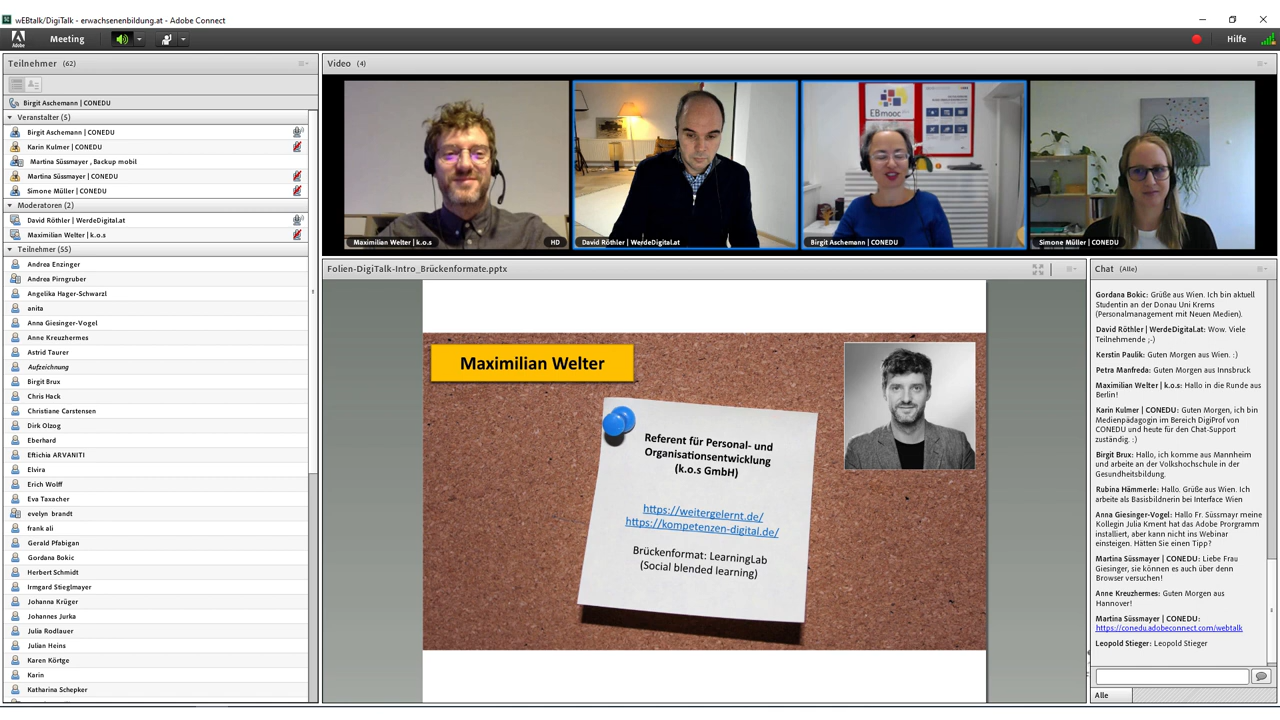 wEBtalk/DigiTalk - erwachsenenbildung.at - Adobe Connect
Adobe
Meeting
Hilfe
Teilnehmer (62)
Birgit Aschemann | CONEDU
Veranstalter (5)
Birgit Aschemann | CONEDU
Karin Kulmer | CONEDU
Martina Süssmayer , Backup mobil
Martina Süssmayer | CONEDU
Simone Müller | CONEDU
Moderatoren (2)
David Röthler | WerdeDigital.at
Maximilian Welter | k.o.s
Teilnehmer (55)
Andrea Enzinger
Andrea Pirngruber
Angelika Hager-Schwarzl
anita
Anna Giesinger-Vogel
Anne Kreuzhermes
Astrid Taurer
Aufzeichnung
Birgit Brux
Chris Hack
Christiane Carstensen
Dirk Olzog
Eberhard
Eftichia ARVANITI
Elvira
Erich Wolff
Eva Taxacher
evelyn brandt
frank ali
Gerald Pfabigan
Gordana Bokic
Herbert Schmidt
Irmgard Stieglmayer
Johanna Krüger
Johannes Jurka
Julia Rodlauer
Julian Heins
Karen Körtge
Karin
Katharina Schepker
Video (4)
EBmooc
Maximilian Welter | k.o.s
HD
David Röthler | WerdeDigital.at
Birgit Aschemann | CONEDU
Simone Müller | CONEDU
Folien-DigiTalk-Intro_Brückenformate.pptx
Maximilian Welter
Referent für Personal- und
Organisationsentwicklung
(k.o.s GmbH)
https://weitergelernt.de/
https://kompetenzen-digital.de/
Brückenformat: LearningLab
(Social blended learning)
Chat (Alle)
Gordana Bokic: Grüße aus Wien. Ich bin aktuell
Studentin an der Donau Uni Krems
(Personalmanagement mit Neuen Medien).
David Röthler | WerdeDigital.at: Wow. Viele
Teilnehmende ;-)
Kerstin Paulik: Guten Morgen aus Wien. :)
Petra Manfreda: Guten Morgen aus Innsbruck
Maximilian Welter | k.o.s: Hallo in die Runde aus
Berlin!
Karin Kulmer | CONEDU: Guten Morgen, ich bin
Medienpädagogin im Bereich DigiProf von
CONEDU und heute für den Chat-Support
zuständig. :)
Birgit Brux: Hallo, ich komme aus Mannheim
und arbeite an der Volkshochschule in der
Gesundheitsbildung.
Rubina Hämmerle: Hallo. Grüße aus Wien. Ich
arbeite als Basisbildnerin bei Interface Wien
Anna Giesinger-Vogel: Hallo Fr. Süssmayr meine
Kollegin Julia Kment hat das Adobe Prorgramm
installiert, aber kann nicht ins Webinar
einsteigen. Hätten Sie einen Tipp?
Martina Süssmayer | CONEDU: Liebe Frau
Giesinger, sie können es auch über denn
Browser versuchen!
Anne Kreuzhermes: Guten Morgen aus
Hannover!
Martina Süssmayer | CONEDU:
https://conedu.adobeconnect.com/webtalk
Leopold Stieger: Leopold Stieger
Alle